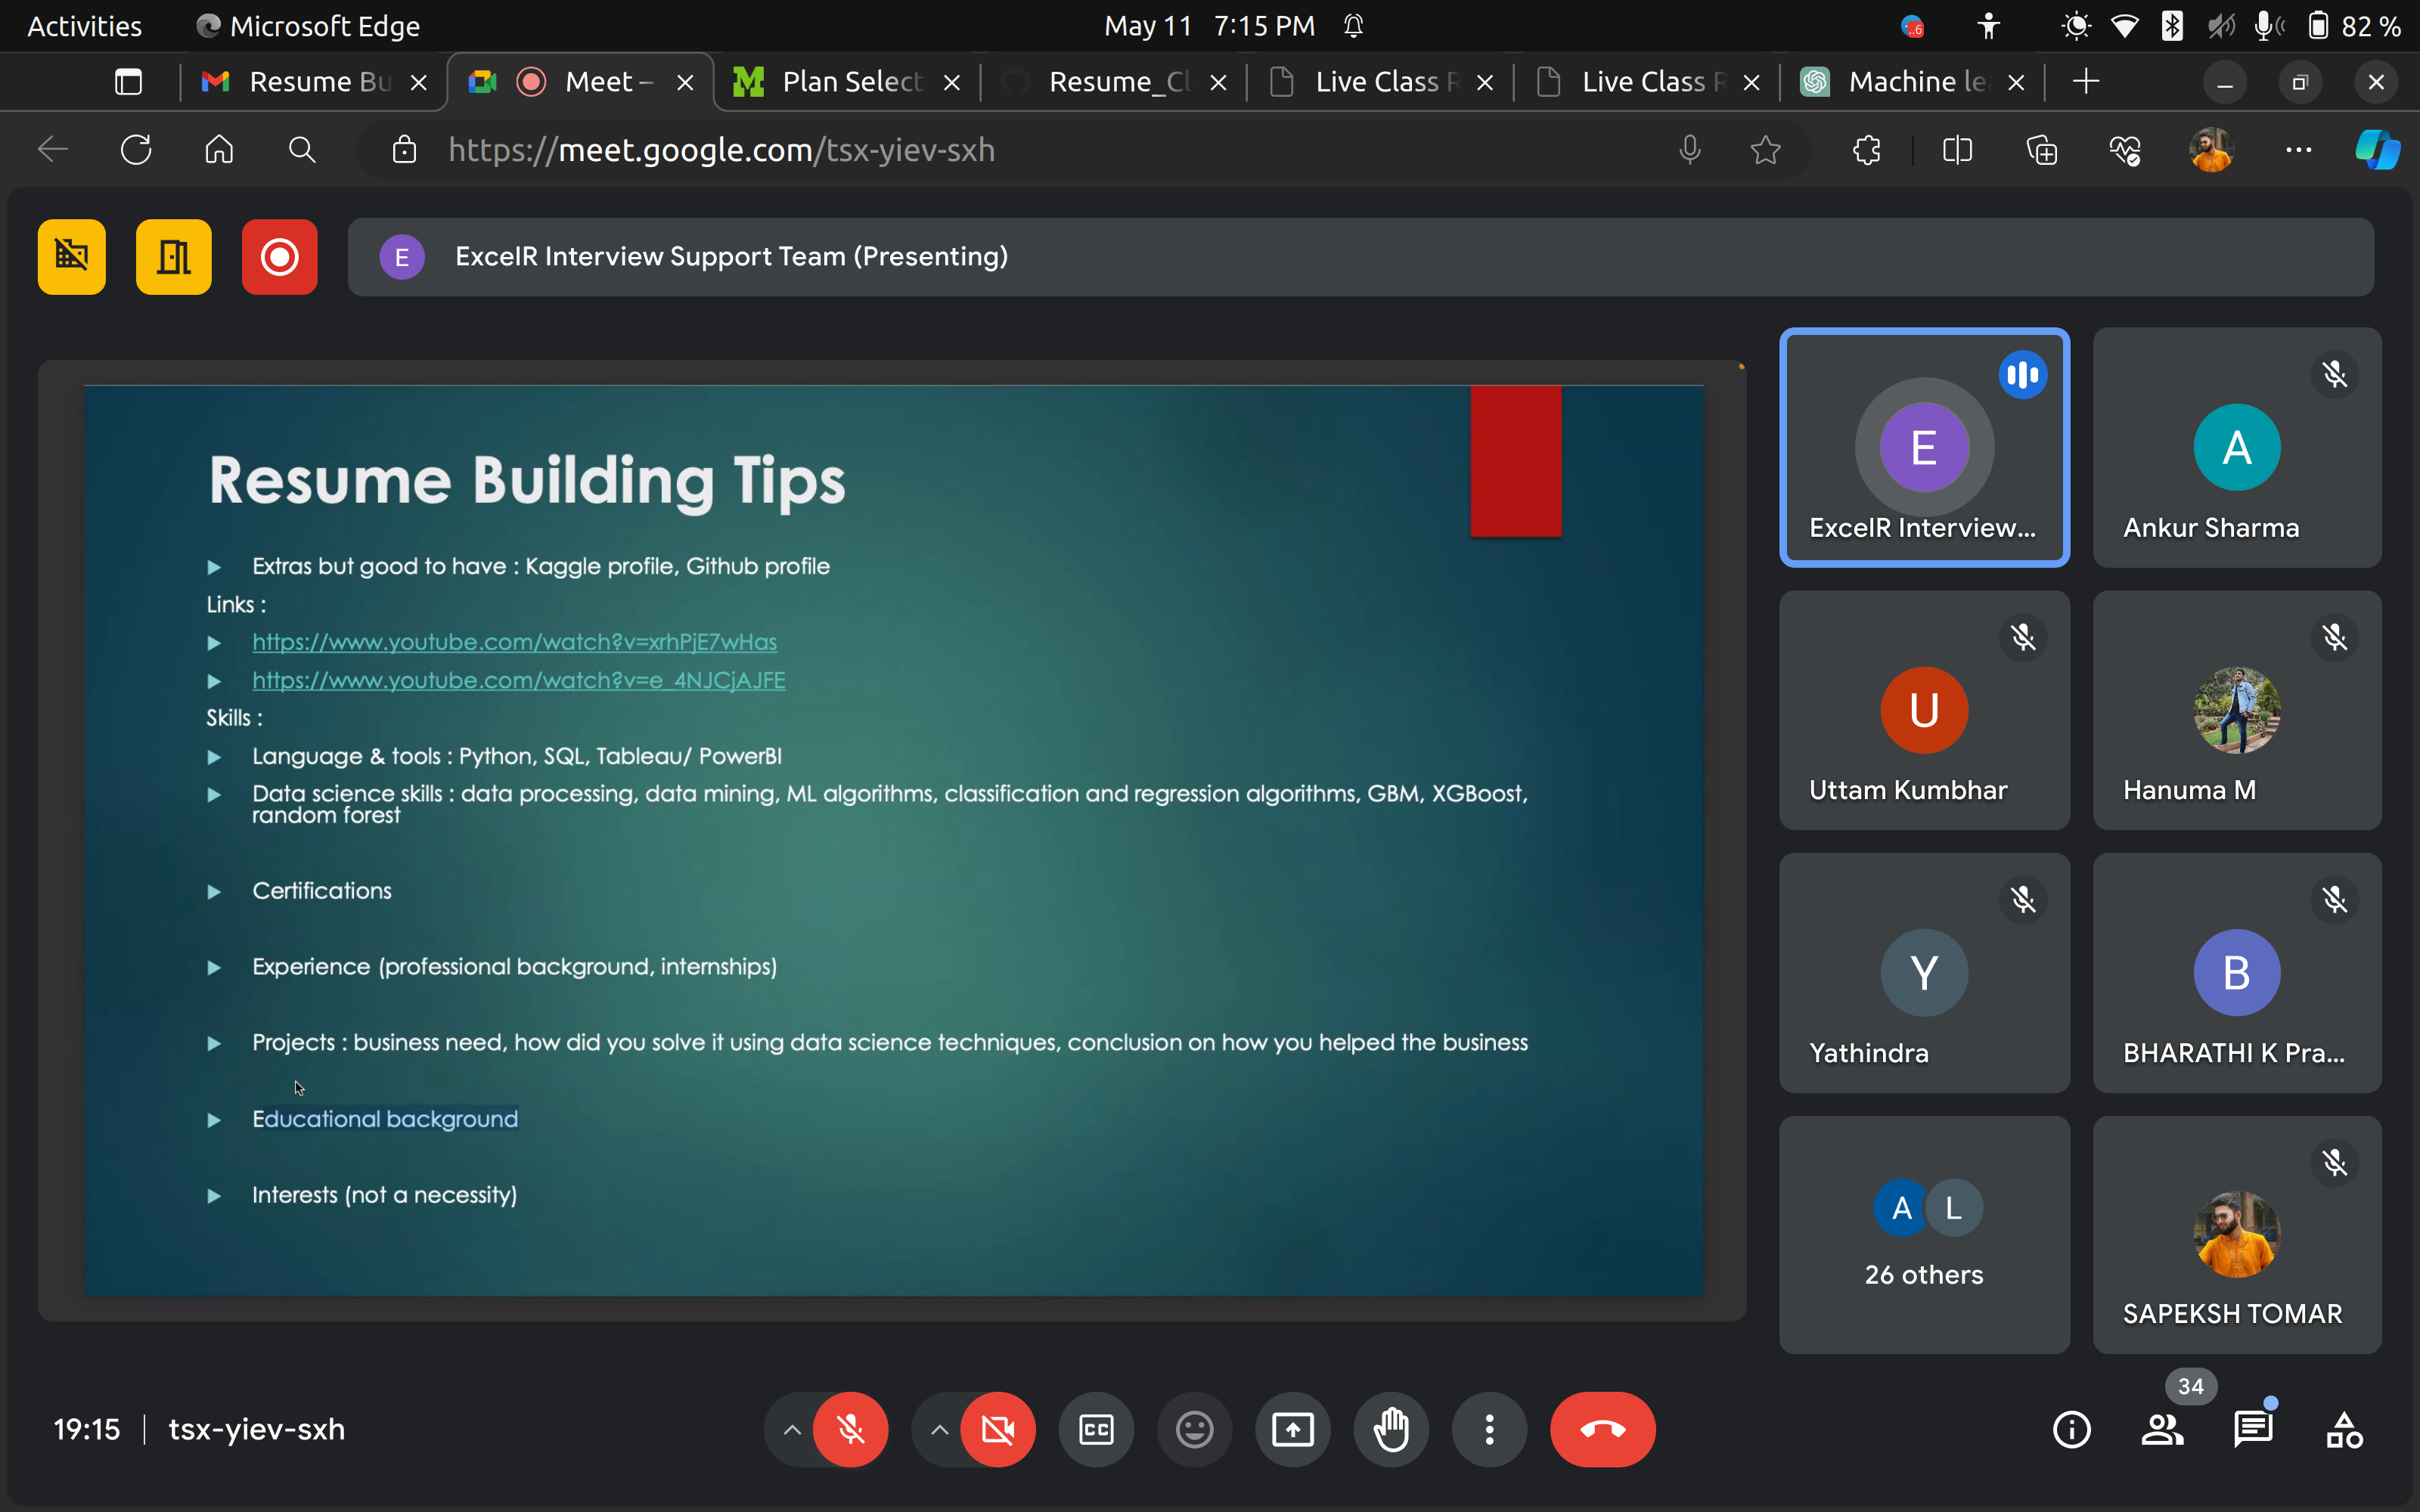 Activities
Microsoft Edge
May 11 7:15 PM
82 %
Resume Bu
Meet –
Plan Select
Resume_Cl
Live Class R
Live Class R
Machine le
https://meet.google.com/tsx-yiev-sxh
E
ExcelR Interview Support Team (Presenting)
Resume Building Tips
Extras but good to have : Kaggle profile, Github profile
Links :
https://www.youtube.com/watch?v=xrhPjE7wHas
https://www.youtube.com/watch?v=e_4NJCjAJFE
Skills :
Language & tools : Python, SQL, Tableau/ PowerBI
Data science skills : data processing, data mining, ML algorithms, classification and regression algorithms, GBM, XGBoost,
random forest
Certifications
Experience (professional background, internships)
Projects : business need, how did you solve it using data science techniques, conclusion on how you helped the business
Educational background
Interests (not a necessity)
E
ExcelR Interview...
A
Ankur Sharma
U
Uttam Kumbhar
Hanuma M
Y
Yathindra
B
BHARATHI K Pra...
A L
26 others
SAPEKSH TOMAR
19:15
tsx-yiev-sxh
CC
34